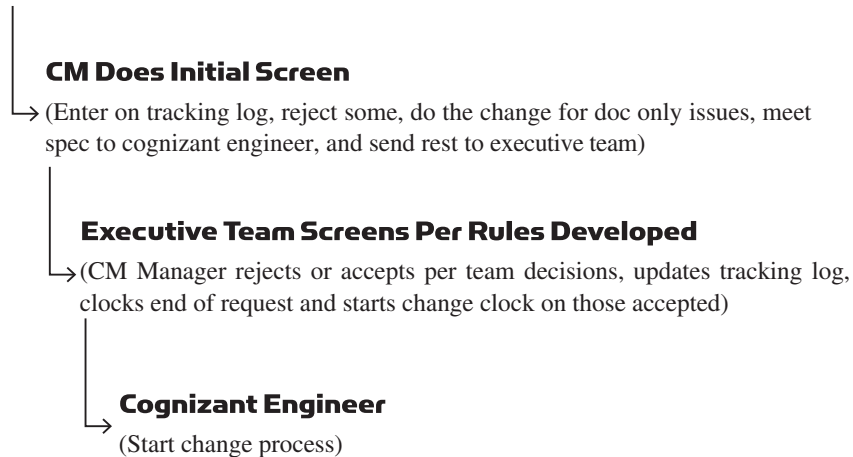 CM Does Initial Screen
(Enter on tracking log, reject some, do the change for doc only issues, meet
spec to cognizant engineer, and send rest to executive team)
Executive Team Screens Per Rules Developed
(CM Manager rejects or accepts per team decisions, updates tracking log,
clocks end of request and starts change clock on those accepted)
Cognizant Engineer
(Start change process)